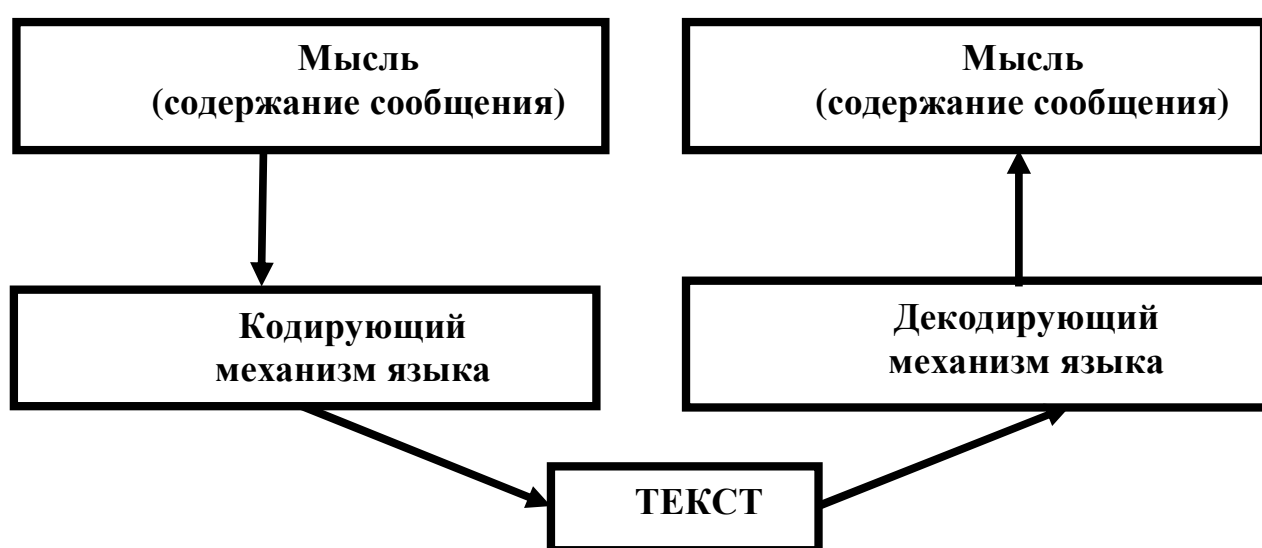 Мысль
(содержание сообщения)
Мысль
(содержание сообщения)
Кодирующий
механизм языка
Декодирующий
механизм языка
ТЕКСТ